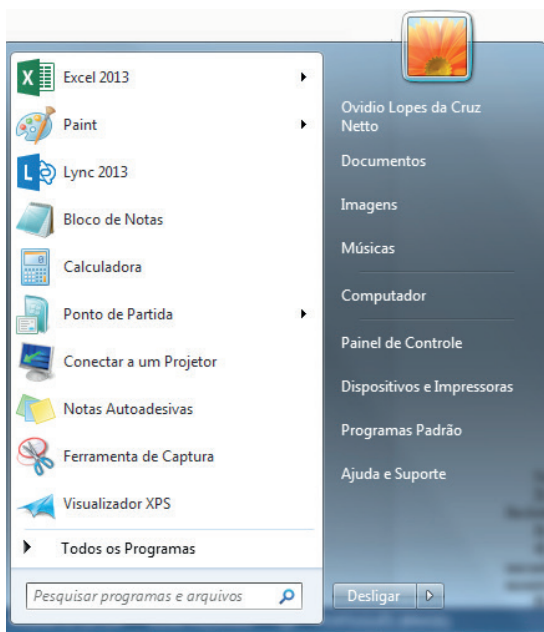 Excel 2013
Paint
Lync 2013
Bloco de Notas
Calculadora
Ponto de Partida
Conectar a um Projetor
Notas Autoadesivas
Ferramenta de Captura
Visualizador XPS
Todos os Programas
Pesquisar programas e arquivos
Ovidio Lopes da Cruz
Netto
Documentos
Imagens
Músicas
Computador
Painel de Controle
Dispositivos e Impressoras
Programas Padrão
Ajuda e Suporte
Desligar